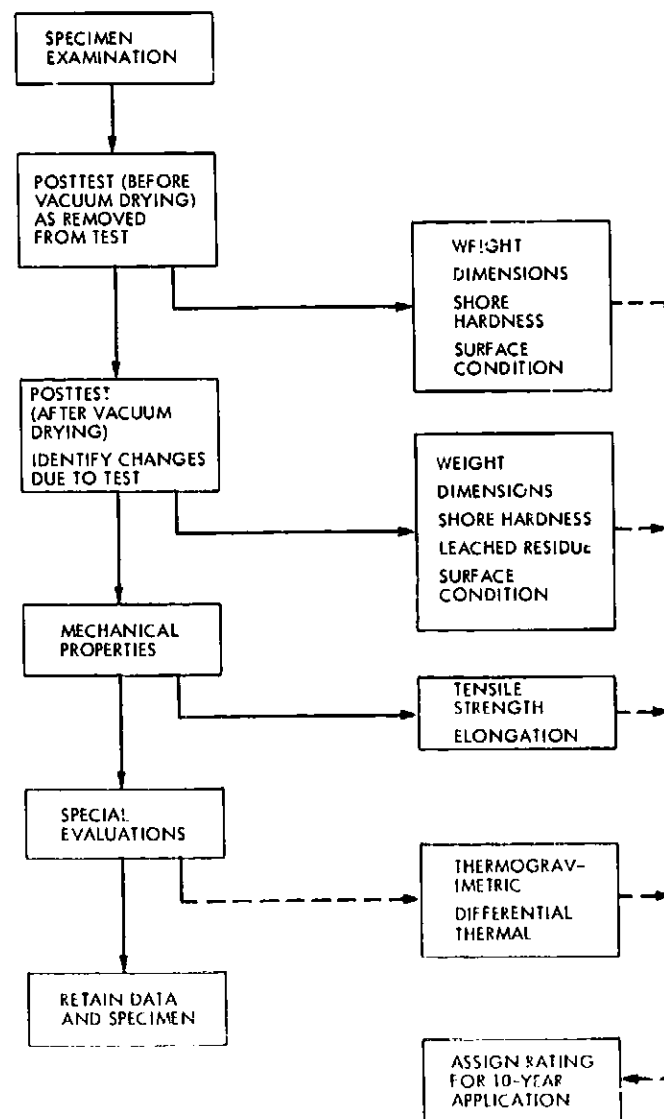 SPECIMEN
EXAMINATION
POSTTEST (BEFORE
VACUUM DRYING)
AS REMOVED
FROM TEST
WEIGHT
DIMENSIONS
SHORE
HARDNESS
SURFACE
CONDITION
POSTTEST
(AFTER VACUUM
DRYING)
IDENTIFY CHANGES
DUE TO TEST
WEIGHT
DIMENSIONS
SHORE HARDNESS
LEACHED RESIDUE
SURFACE
CONDITION
MECHANICAL
PROPERTIES
TENSILE
STRENGTH
ELONGATION
SPECIAL
EVALUATIONS
THERMOGRAV-
IMETRIC
DIFFERENTIAL
THERMAL
RETAIN DATA
AND SPECIMEN
ASSIGN RATING
FOR 10-YEAR
APPLICATION